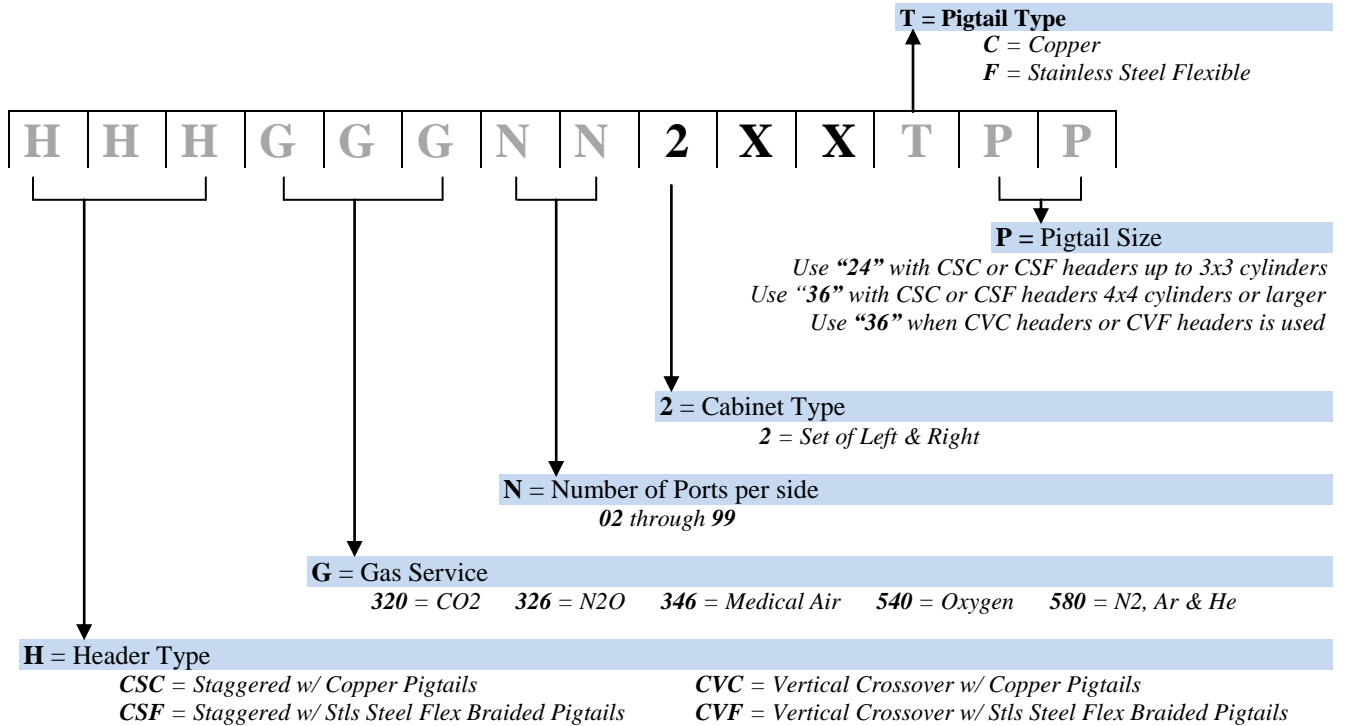 T = Pigtail Type
C = Copper
F = Stainless Steel Flexible
H H H G G G N N 2 X X T P P
P = Pigtail Size
Use “24” with CSC or CSF headers up to 3x3 cylinders
Use “36” with CSC or CSF headers 4x4 cylinders or larger
Use “36” when CVC headers or CVF headers is used
2 = Cabinet Type
2 = Set of Left & Right
N = Number of Ports per side
02 through 99
G = Gas Service
320 = CO2 326 = N2O 346 = Medical Air 540 = Oxygen 580 = N2, Ar & He
H = Header Type
CSC = Staggered w/ Copper Pigtails CVC = Vertical Crossover w/ Copper Pigtails
CSF = Staggered w/ Stls Steel Flex Braided Pigtails CVF = Vertical Crossover w/ Stls Steel Flex Braided Pigtails